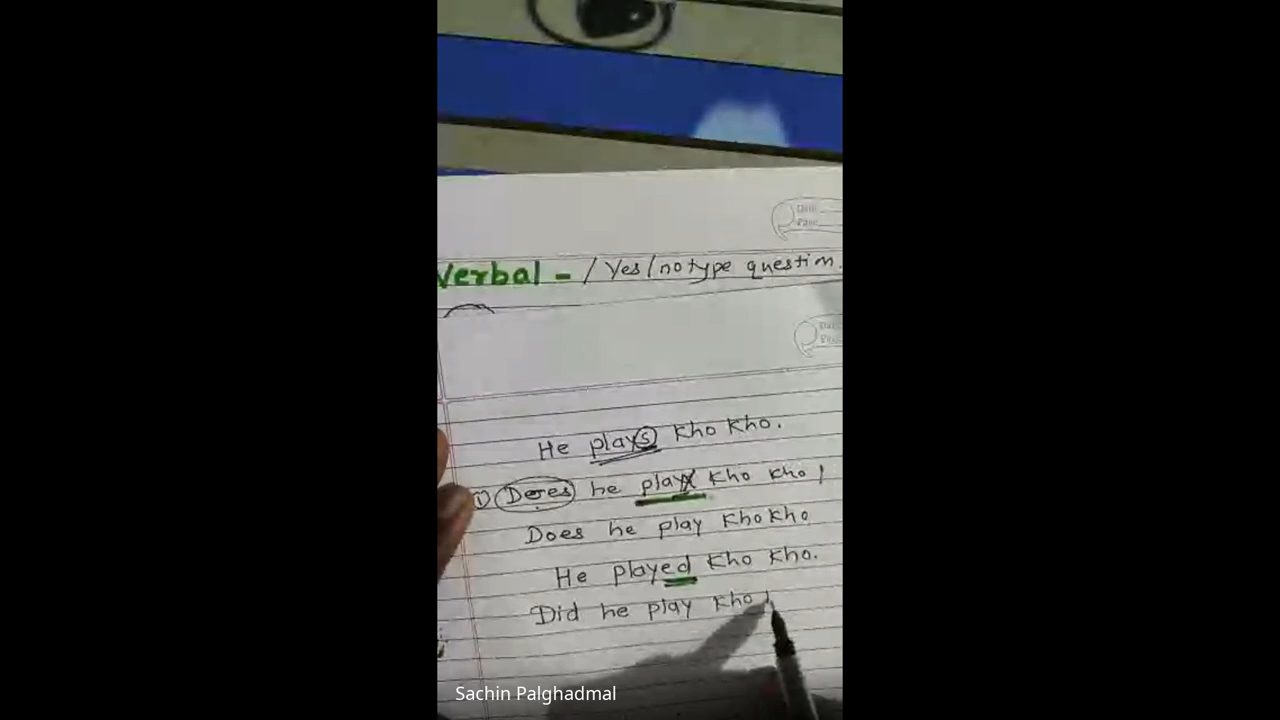 Verbal - / Yes/no type question.
He plays Kho Kho.
1) Does he play Kho Kho /
Does he play Kho Kho
He played Kho Kho.
Did he play Kho
Sachin Palghadmal